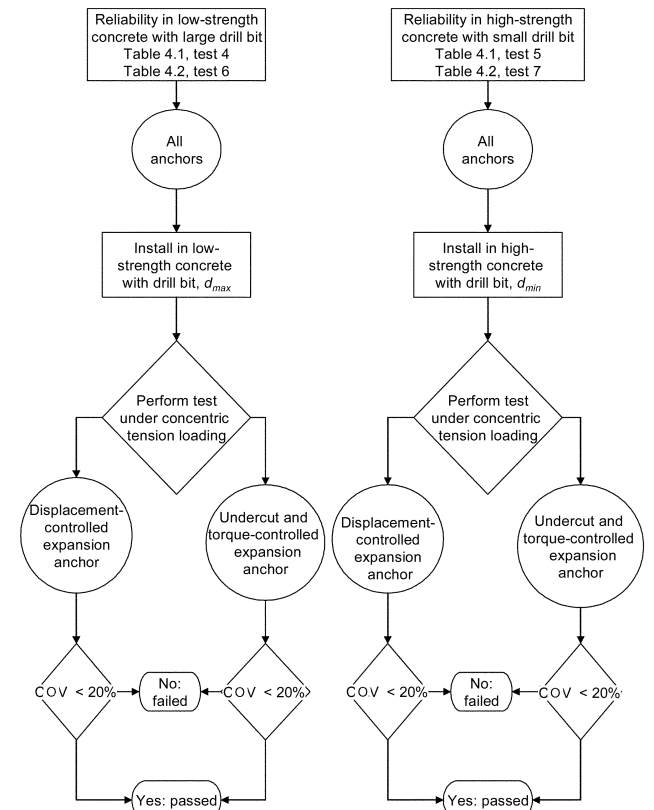 Reliability in low-strength
concrete with large drill bit
Table 4.1, test 4
Table 4.2, test 6
All
anchors
Install in low-
strength concrete
with drill bit, dmax
Perform test
under concentric
tension loading
Displacement-
controlled
expansion
anchor
Undercut and
torque-controlled
expansion
anchor
COV < 20%
No:
failed
COV < 20%
Yes: passed
Reliability in high-strength
concrete with small drill bit
Table 4.1, test 5
Table 4.2, test 7
All
anchors
Install in high-
strength concrete
with drill bit, dmin
Perform test
under concentric
tension loading
Displacement-
controlled
expansion
anchor
Undercut and
torque-controlled
expansion
anchor
COV < 20%
No:
failed
COV < 20%
Yes: passed